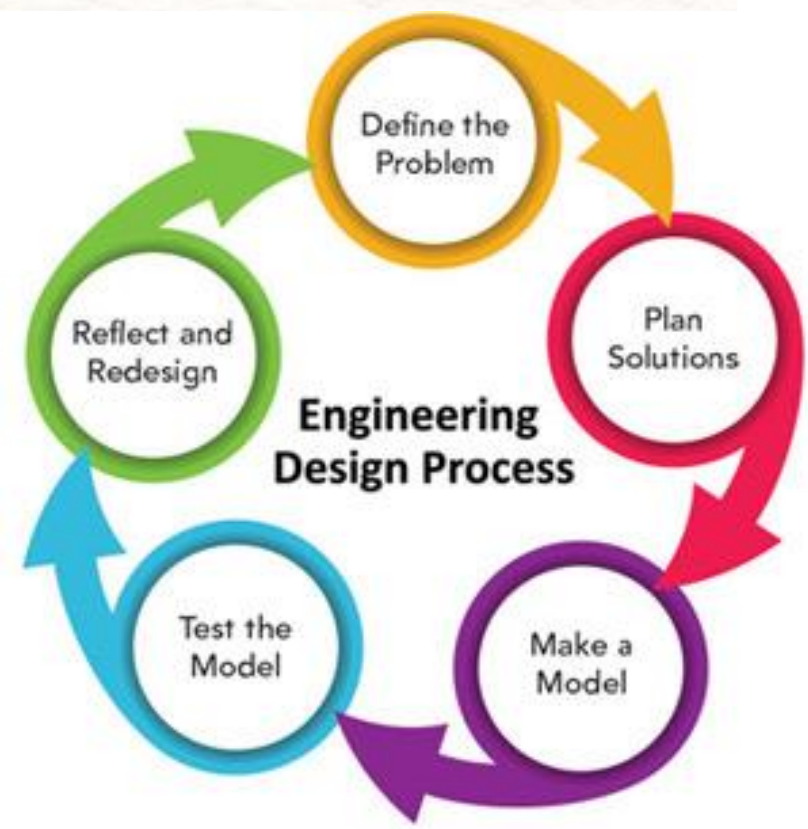 Define the
Problem
Plan
Solutions
Make a
Model
Test the
Model
Reflect and
Redesign
Engineering
Design Process